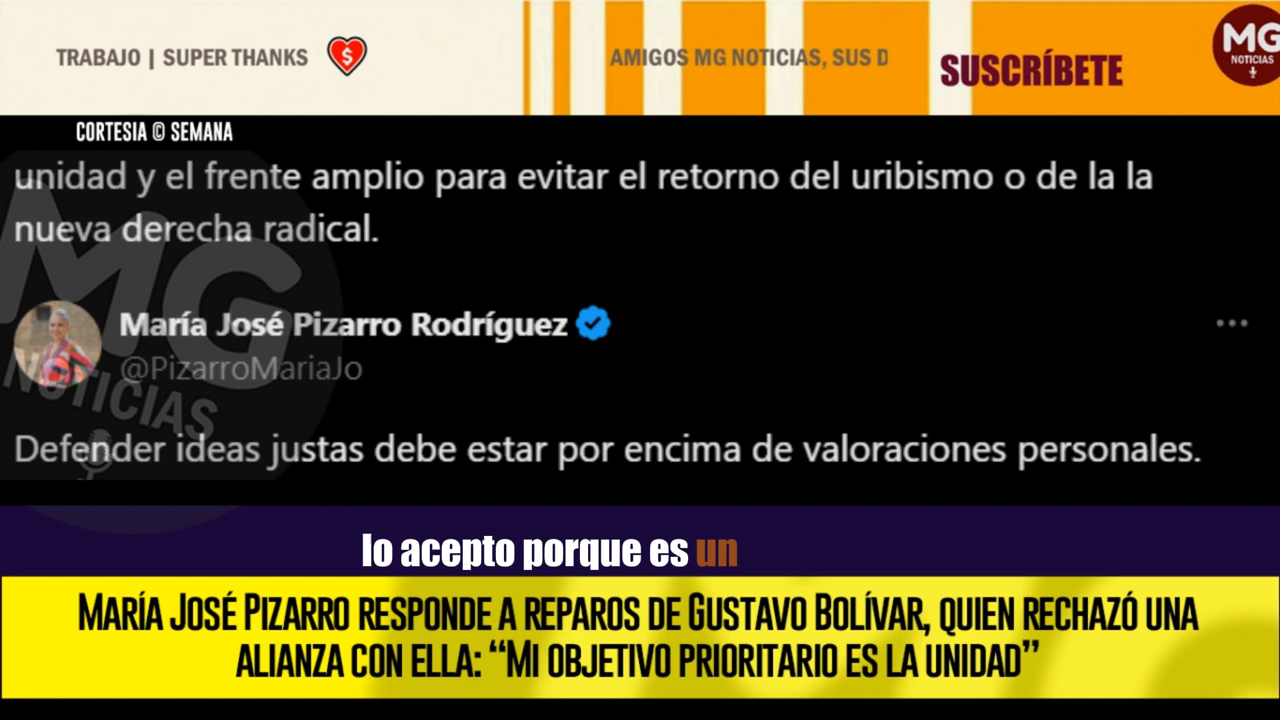 TRABAJO | SUPER THANKS
AMIGOS MG NOTICIAS, SUS D
SUSCRÍBETE
MG
NOTICIAS
CORTESIA © SEMANA
unidad y el frente amplio para evitar el retorno del uribismo o de la la
nueva derecha radical.
María José Pizarro Rodríguez
@PizarroMariaJo
MG
NOTICIAS
Defender ideas justas debe estar por encima de valoraciones personales.
lo acepto porque es un
MARÍA JOSÉ PIZARRO RESPONDE A REPAROS DE GUSTAVO BOLÍVAR, QUIEN RECHAZÓ UNA
ALIANZA CON ELLA: “MI OBJETIVO PRIORITARIO ES LA UNIDAD”